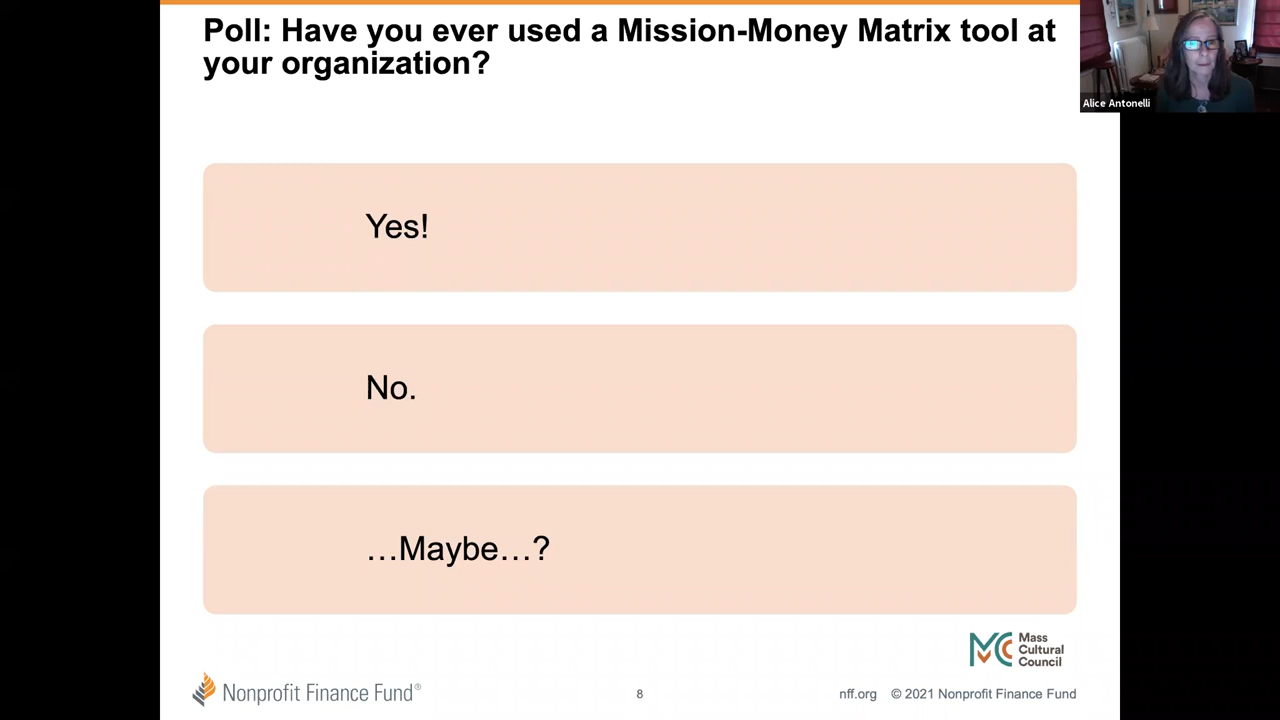 Poll: Have you ever used a Mission-Money Matrix tool at
your organization?
Alice Antonelli
Yes!
No.
…Maybe…?
Mass
Cultural
Council
Nonprofit Finance Fund®
8
nff.org © 2021 Nonprofit Finance Fund